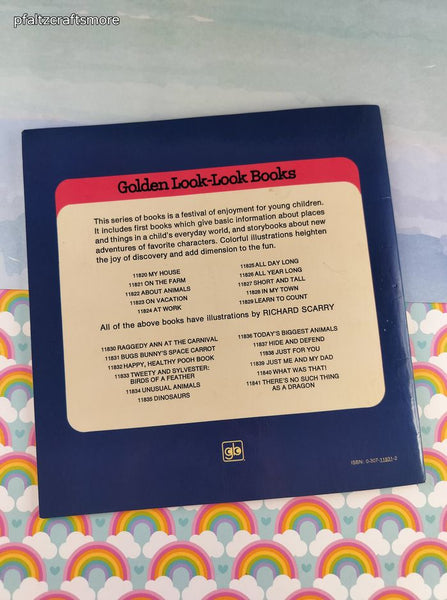 pfaltzcraftsmore
Golden Look-Look Books
This series of books is a festival of enjoyment for young children.
It includes first books which give basic information about places
and things in a child's everyday world, and storybooks about new
adventures of favorite characters. Colorful illustrations heighten
the joy of discovery and add dimension to the fun.
11820 MY HOUSE
11821 ON THE FARM
11822 ABOUT ANIMALS
11823 ON VACATION
11824 AT WORK
11825 ALL DAY LONG
11826 ALL YEAR LONG
11827 SHORT AND TALL
11828 IN MY TOWN
11829 LEARN TO COUNT
All of the above books have illustrations by RICHARD SCARRY
11830 RAGGEDY ANN AT THE CARNIVAL
11831 BUGS BUNNY'S SPACE CARROT
11832 HAPPY, HEALTHY POOH BOOK
11833 TWEETY AND SYLVESTER:
BIRDS OF A FEATHER
11834 UNUSUAL ANIMALS
11835 DINOSAURS
11836 TODAY'S BIGGEST ANIMALS
11837 HIDE AND DEFEND
11838 JUST FOR YOU
11839 JUST ME AND MY DAD
11840 WHAT WAS THAT!
11841 THERE'S NO SUCH THING
AS A DRAGON
ISBN: 0-307-11831-2